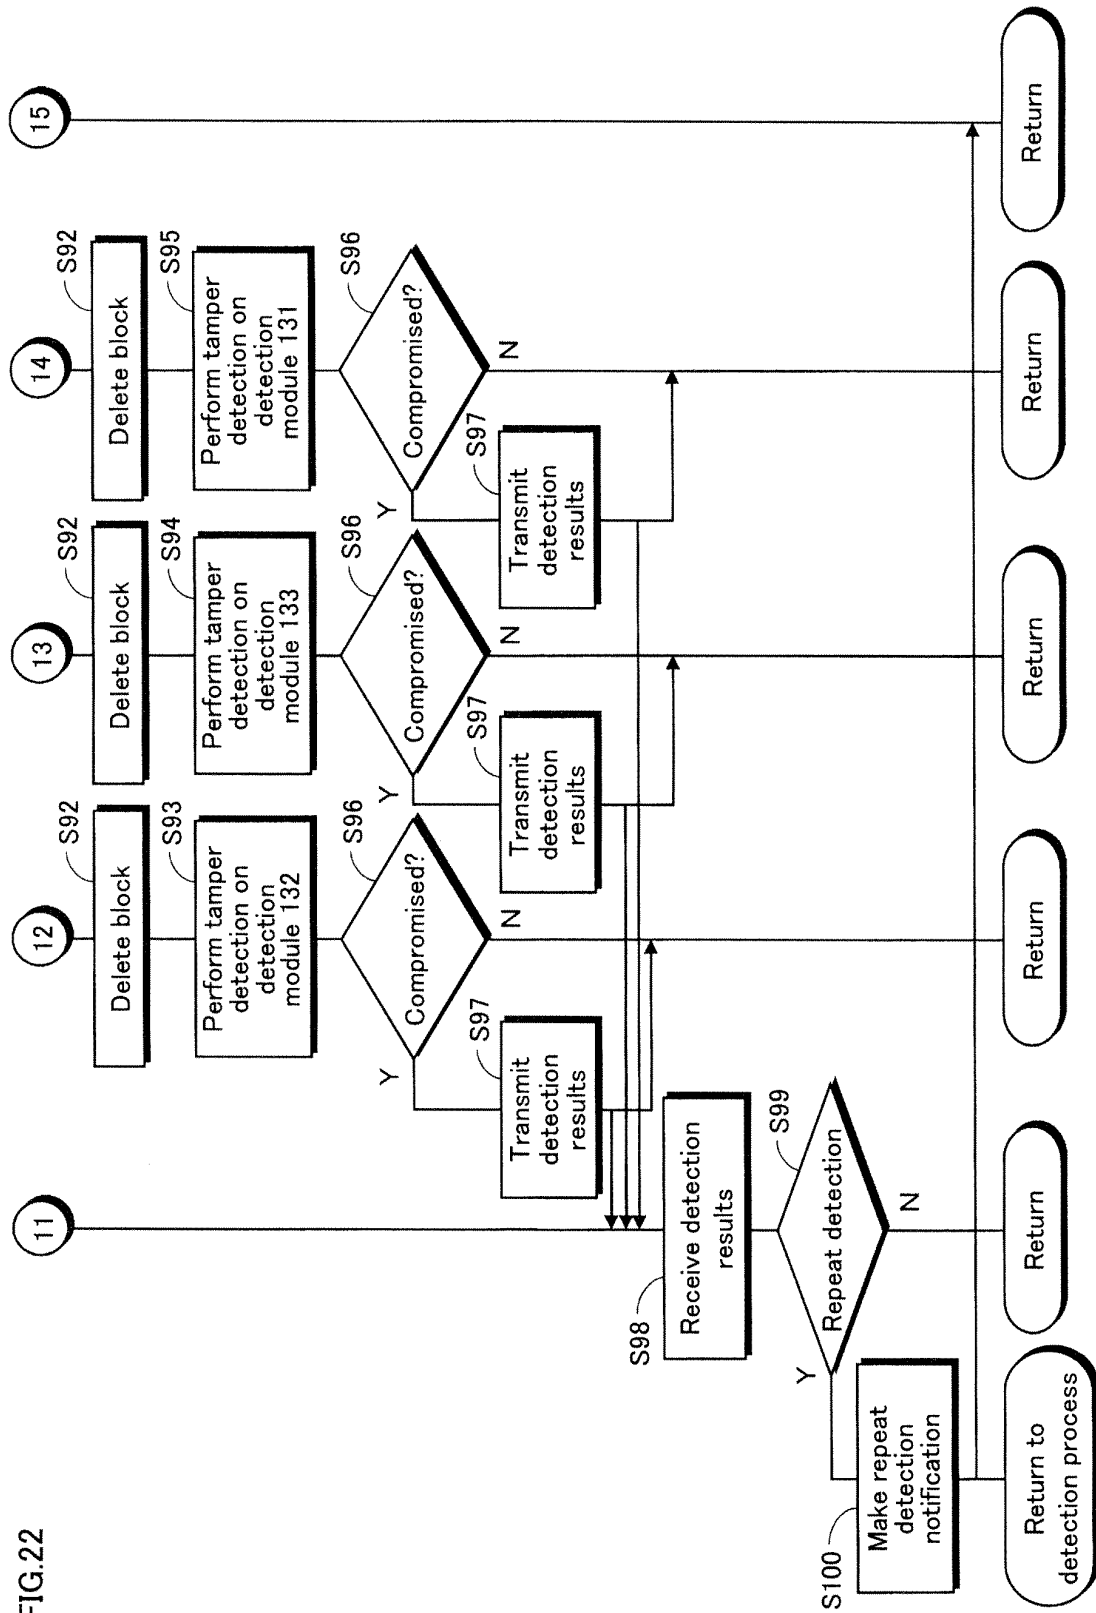 FIG.22
11
12
13
14
15
Delete block
S92
Delete block
S92
Delete block
S92
Perform tamper
detection on
detection
module 132
S93
Perform tamper
detection on
detection
module 133
S94
Perform tamper
detection on
detection
module 131
S95
Compromised?
S96
Y
N
Compromised?
S96
Y
N
Compromised?
S96
Y
N
Transmit
detection
results
S97
Transmit
detection
results
S97
Transmit
detection
results
S97
S98
Receive detection
results
Repeat detection
S99
Y
N
S100
Make repeat
detection
notification
Return to
detection process
Return
Return
Return
Return
Return